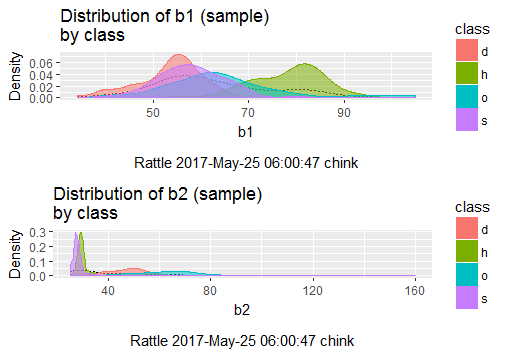 Distribution of b1 (sample)
by class
Density
0.06
0.04
0.02
0.00
50 70 90
b1
class
d
h
o
s
Rattle 2017-May-25 06:00:47 chink
Distribution of b2 (sample)
by class
Density
0.3
0.2
0.1
0.0
40 80 120 160
b2
class
d
h
o
s
Rattle 2017-May-25 06:00:47 chink